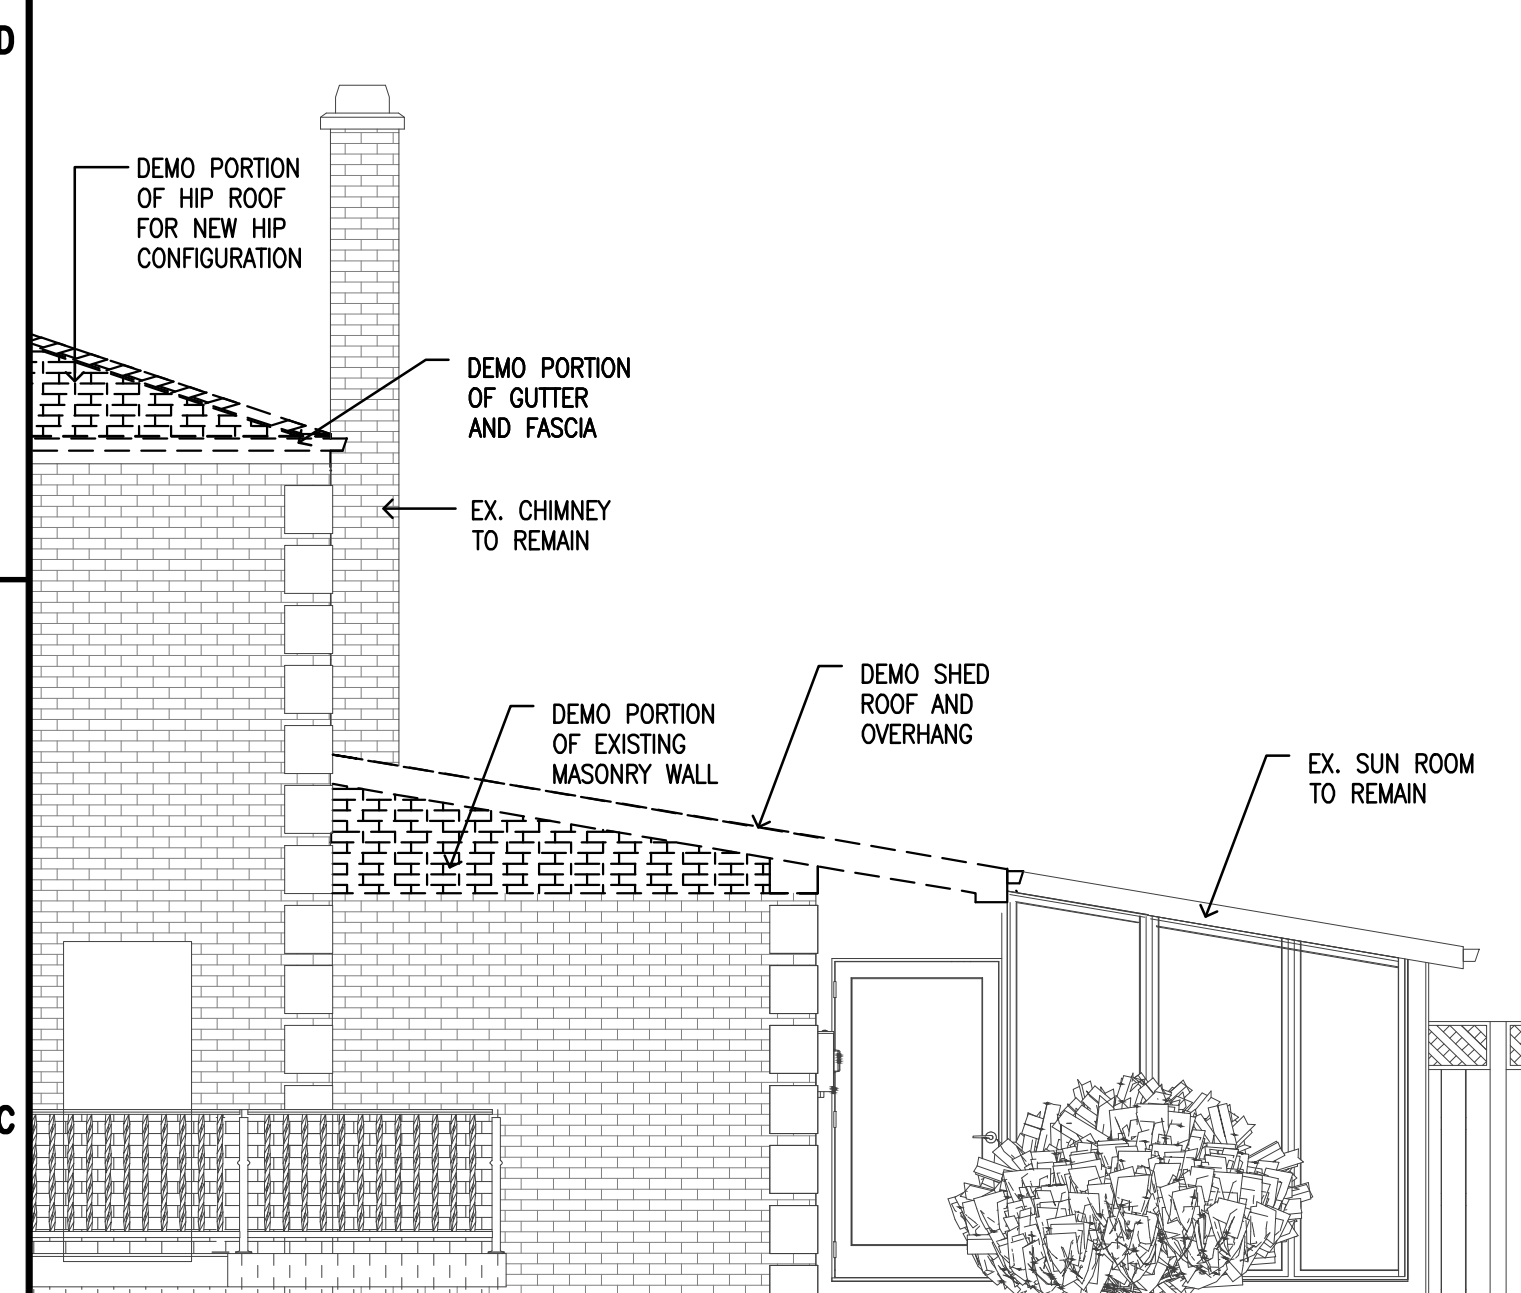 D
DEMO PORTION
OF HIP ROOF
FOR NEW HIP
CONFIGURATION
DEMO PORTION
OF GUTTER
AND FASCIA
EX. CHIMNEY
TO REMAIN
DEMO PORTION
OF EXISTING
MASONRY WALL
DEMO SHED
ROOF AND
OVERHANG
EX. SUN ROOM
TO REMAIN
C